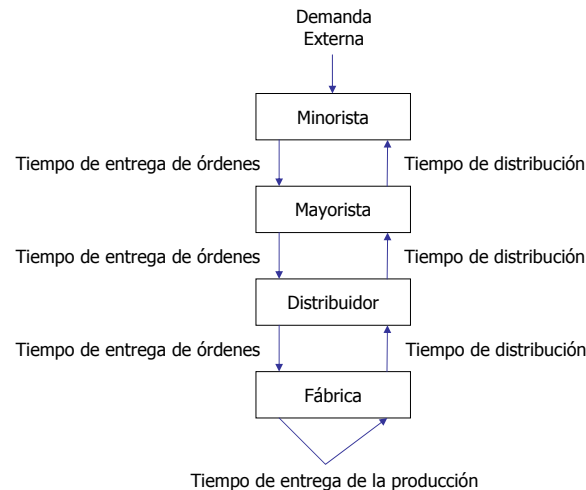 Demanda
Externa
Minorista
Tiempo de entrega de órdenes
Tiempo de distribución
Mayorista
Tiempo de entrega de órdenes
Tiempo de distribución
Distribuidor
Tiempo de entrega de órdenes
Tiempo de distribución
Fábrica
Tiempo de entrega de la producción